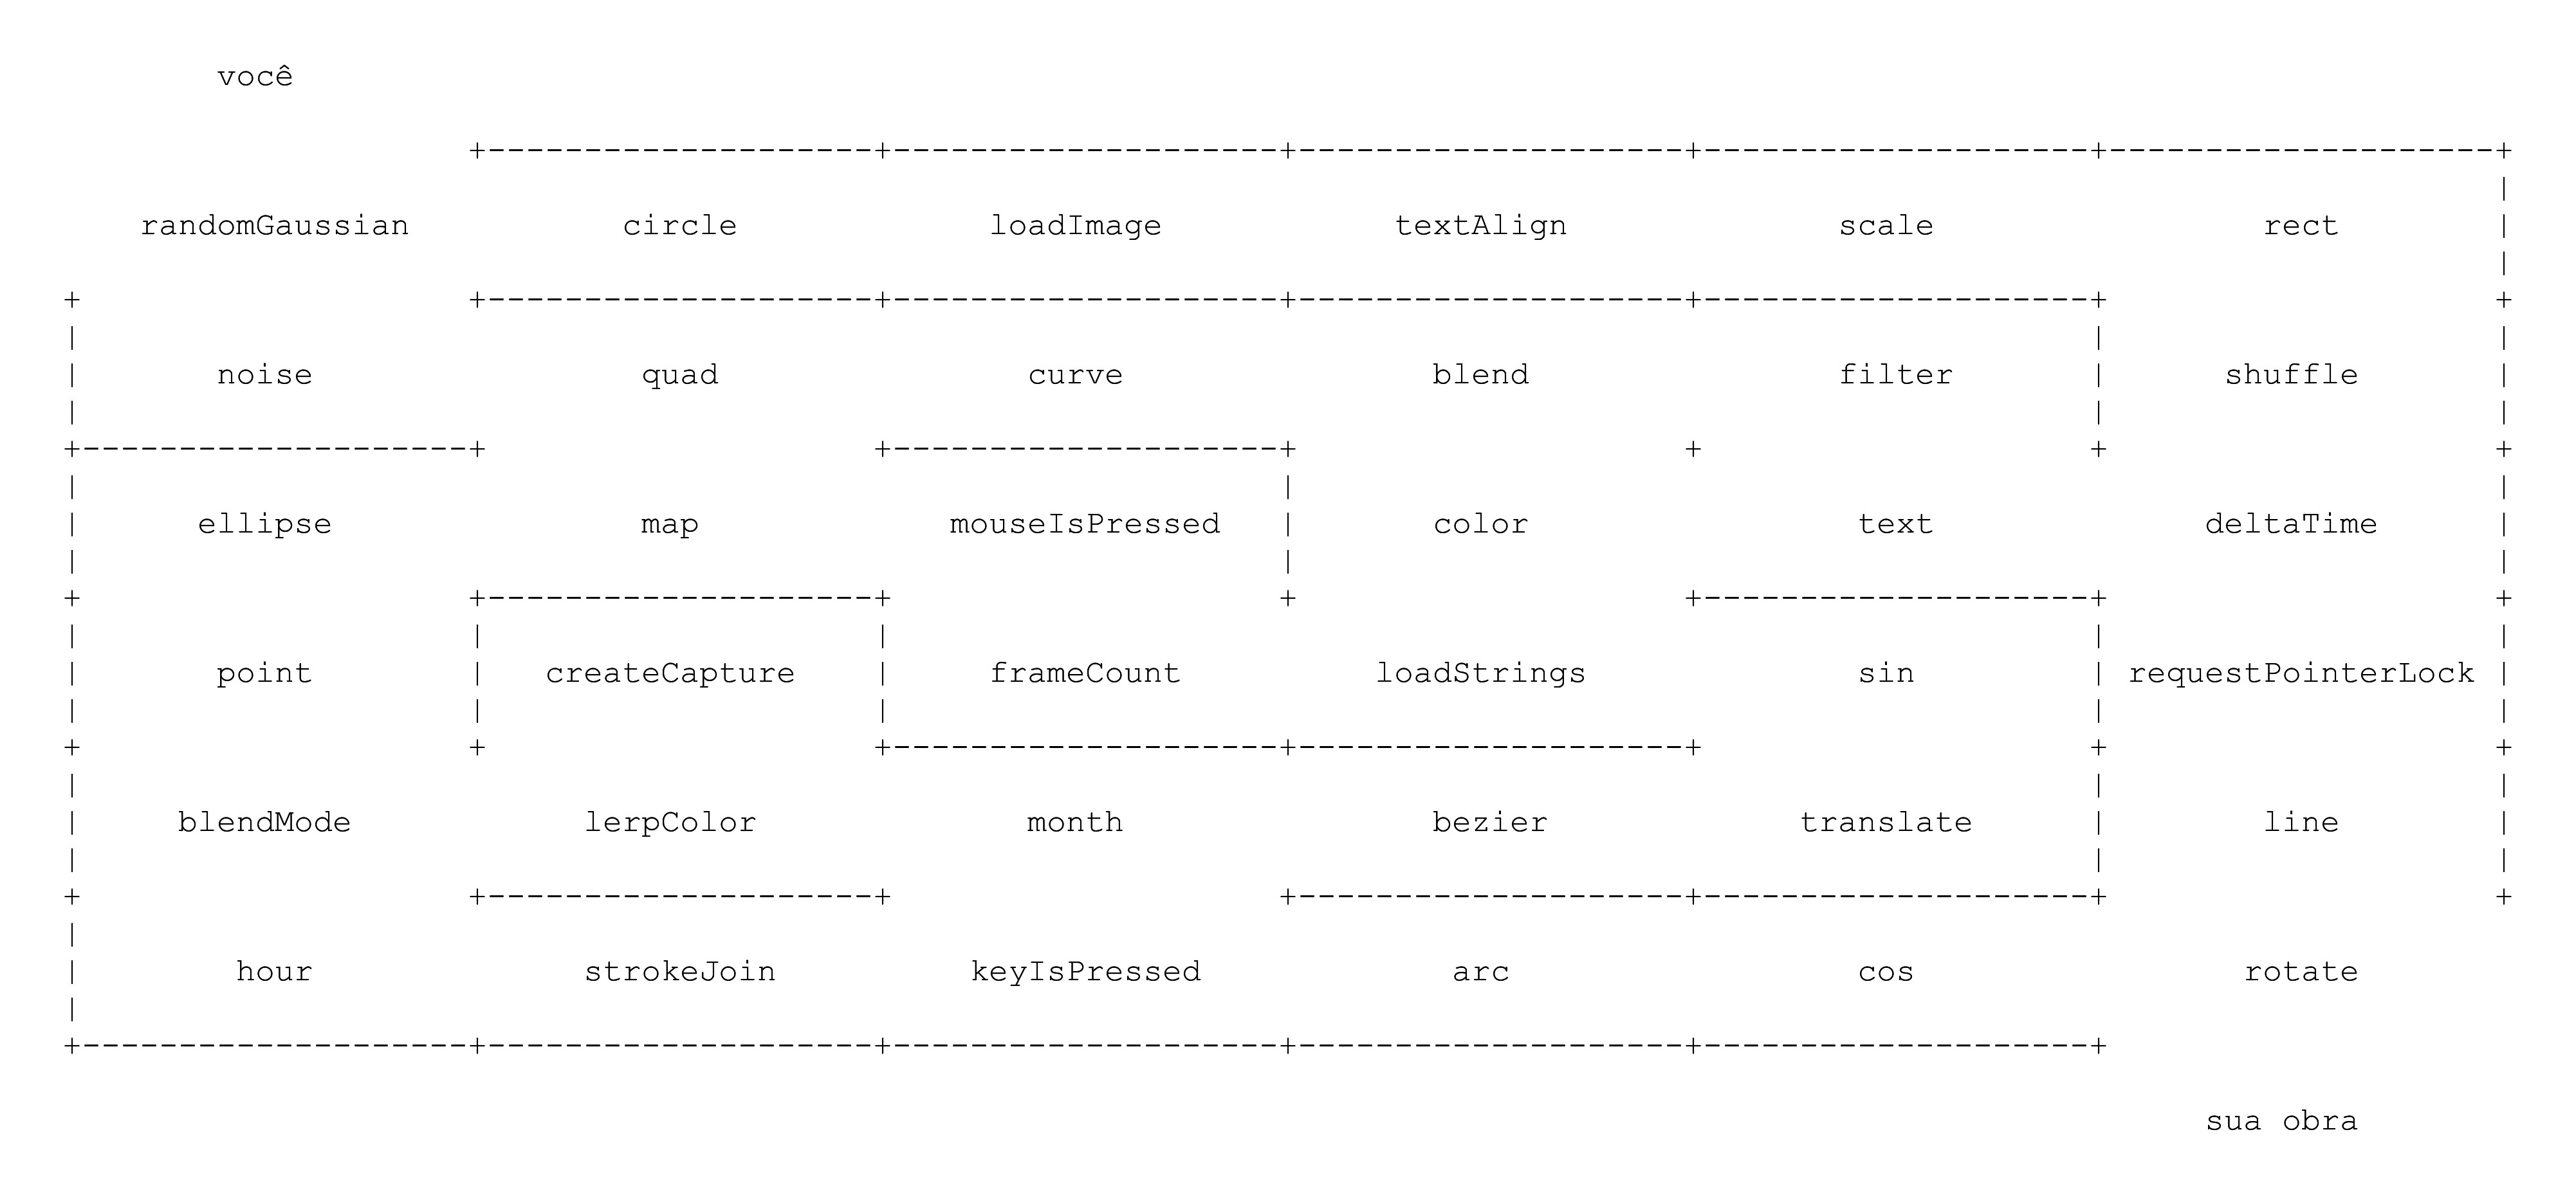 você
randomGaussian circle loadImage textAlign scale rect
noise quad curve blend filter shuffle
ellipse map mouseIsPressed color text deltaTime
point createCapture frameCount loadStrings sin requestPointerLock
blendMode lerpColor month bezier translate line
hour strokeJoin keyIsPressed arc cos rotate
sua obra